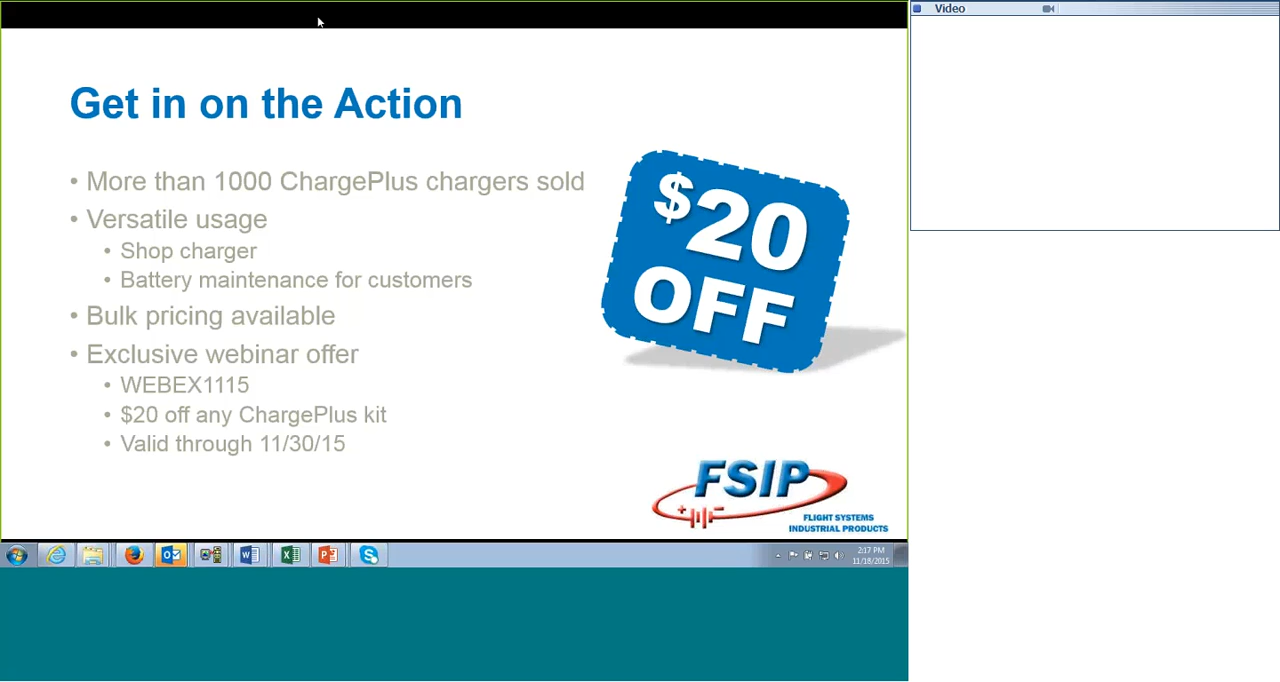 Video
Get in on the Action
• More than 1000 ChargePlus chargers sold
• Versatile usage
• Shop charger
• Battery maintenance for customers
• Bulk pricing available
• Exclusive webinar offer
• WEBEX1115
• $20 off any ChargePlus kit
• Valid through 11/30/15
$20
OFF
FSIP
FLIGHT SYSTEMS
INDUSTRIAL PRODUCTS
2:17 PM
11/18/2015